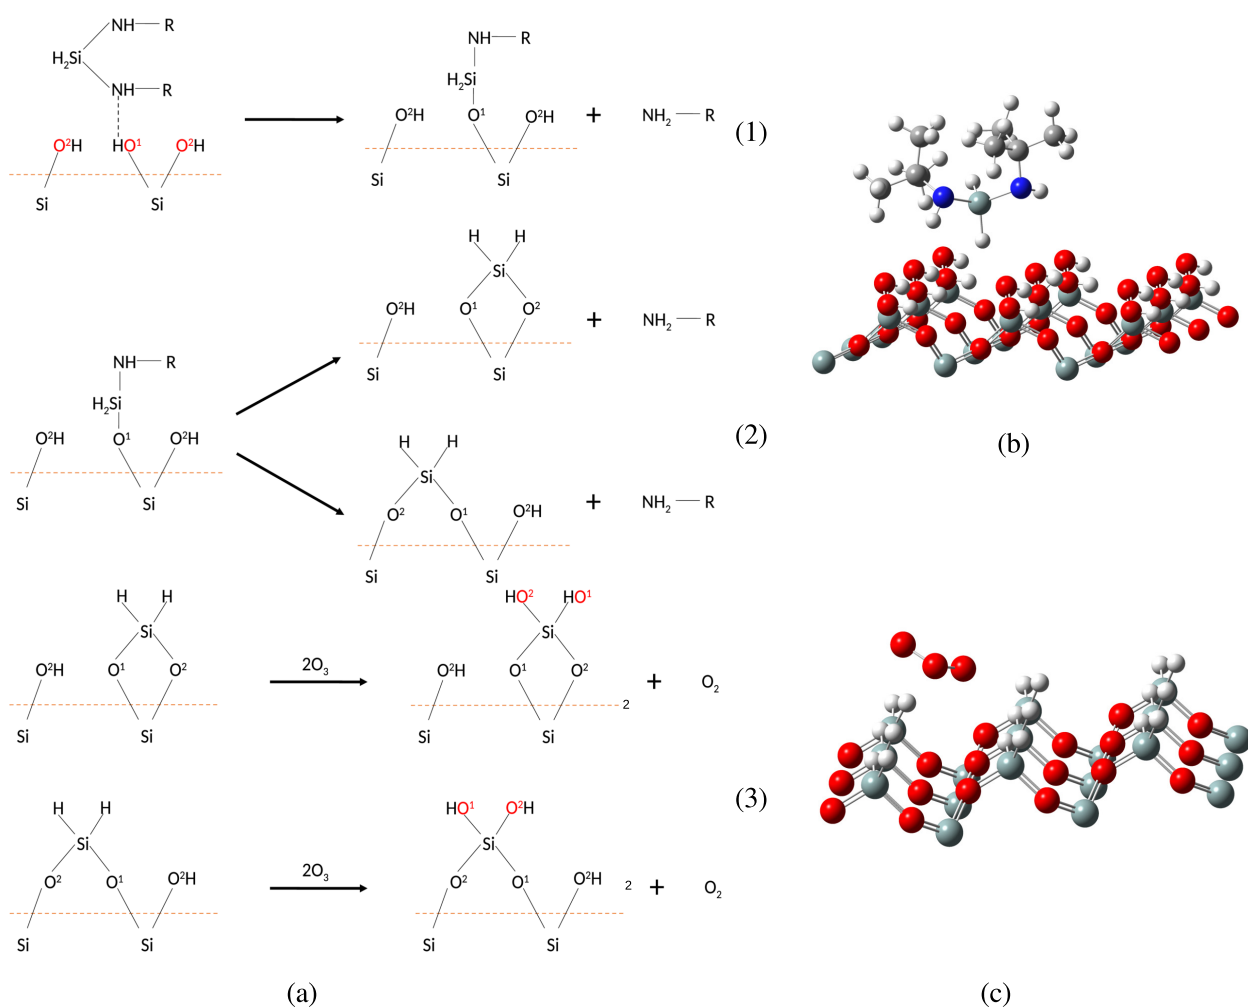 NH R
H₂Si
NH R
O²H HO¹ O²H
Si Si
NH R
H₂Si
O²H O¹ O²H
Si Si
+ NH₂ R
(1)
NH R
H₂Si
O²H O¹ O²H
Si Si
H H
Si
O²H O¹ O²
Si Si
+ NH₂ R
(2)
H H
Si
O² O¹ O²H
Si Si
+ NH₂ R
H H
Si
O²H O¹ O²
Si Si
2O₃
HO² HO¹
Si
O²H O¹ O²
Si Si
2 + O₂
(3)
H H
Si
O² O¹ O²H
Si Si
2O₃
HO¹ O²H
Si
O² O¹ O²H
Si Si
2 + O₂
(a)
(b)
(c)